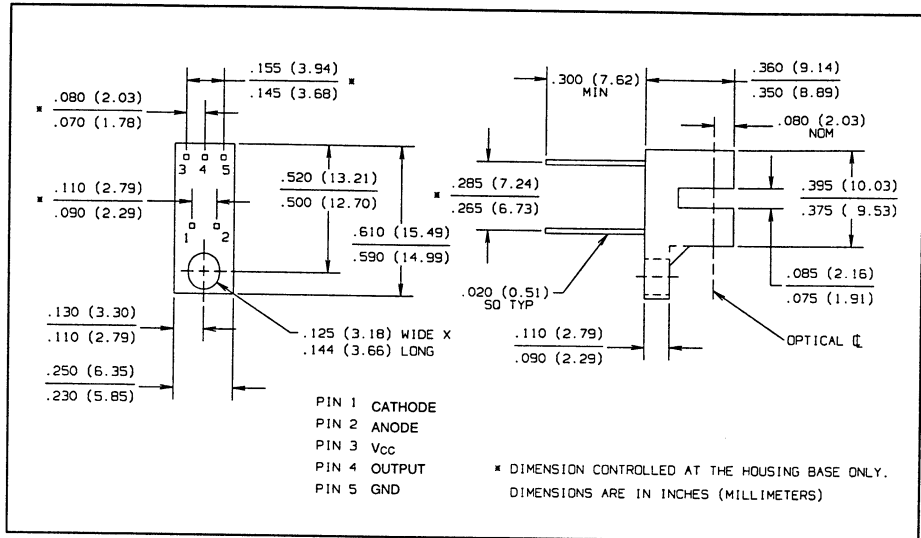 .155 (3.94)
.145 (3.68)
*
* .080 (2.03)
.070 (1.78)
3 4 5
* .110 (2.79)
.090 (2.29)
1 2
.520 (13.21)
.500 (12.70)
.610 (15.49)
.590 (14.99)
.130 (3.30)
.110 (2.79)
.250 (6.35)
.230 (5.85)
.125 (3.18) WIDE X
.144 (3.66) LONG
.300 (7.62)
MIN
.360 (9.14)
.350 (8.89)
.080 (2.03)
NOM
* .285 (7.24)
.265 (6.73)
.395 (10.03)
.375 ( 9.53)
.020 (0.51)
SQ TYP
.085 (2.16)
.075 (1.91)
.110 (2.79)
.090 (2.29)
OPTICAL ℄
PIN 1 CATHODE
PIN 2 ANODE
PIN 3 VCC
PIN 4 OUTPUT
PIN 5 GND
* DIMENSION CONTROLLED AT THE HOUSING BASE ONLY.
DIMENSIONS ARE IN INCHES (MILLIMETERS)